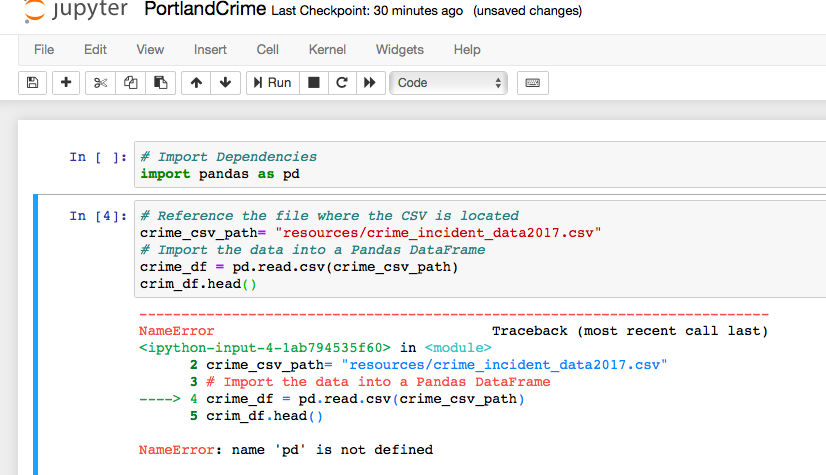 jupyter PortlandCrime Last Checkpoint: 30 minutes ago (unsaved changes)
File Edit View Insert Cell Kernel Widgets Help
Run Code
In [ ]: # Import Dependencies
import pandas as pd
In [4]: # Reference the file where the CSV is located
crime_csv_path= "resources/crime_incident_data2017.csv"
# Import the data into a Pandas DataFrame
crime_df = pd.read.csv(crime_csv_path)
crim_df.head()
---------------------------------------------------------------------------
NameError Traceback (most recent call last)
<ipython-input-4-1ab794535f60> in <module>
2 crime_csv_path= "resources/crime_incident_data2017.csv"
3 # Import the data into a Pandas DataFrame
----> 4 crime_df = pd.read.csv(crime_csv_path)
5 crim_df.head()
NameError: name 'pd' is not defined